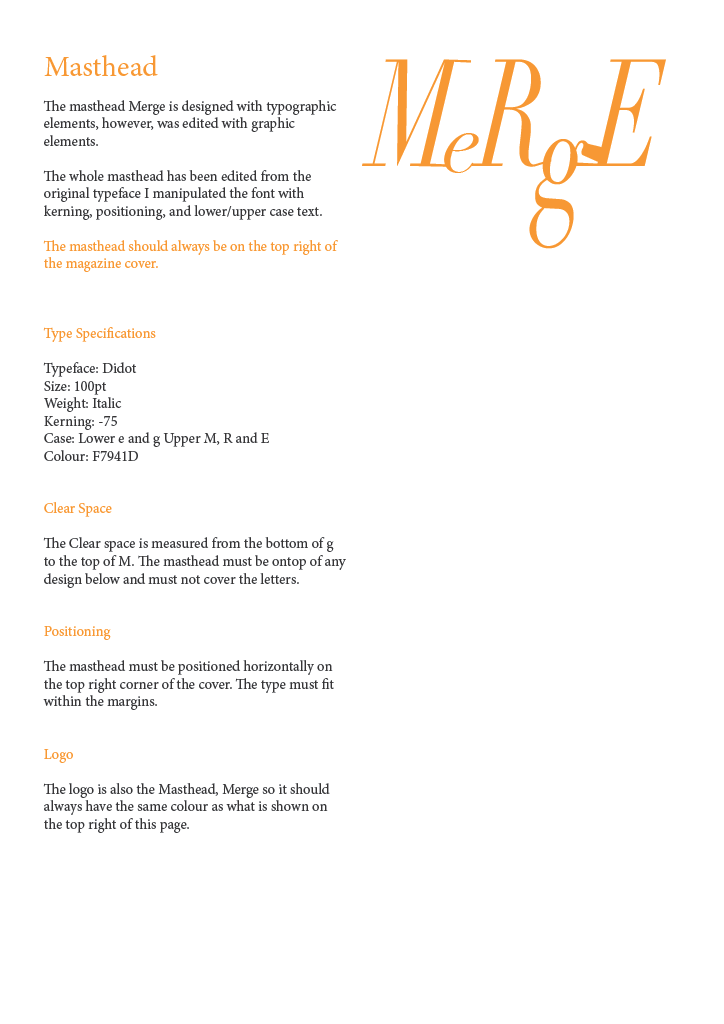 Masthead
MeRgE
The masthead Merge is designed with typographic
elements, however, was edited with graphic
elements.
The whole masthead has been edited from the
original typeface I manipulated the font with
kerning, positioning, and lower/upper case text.
The masthead should always be on the top right of
the magazine cover.
Type Specifications
Typeface: Didot
Size: 100pt
Weight: Italic
Kerning: -75
Case: Lower e and g Upper M, R and E
Colour: F7941D
Clear Space
The Clear space is measured from the bottom of g
to the top of M. The masthead must be ontop of any
design below and must not cover the letters.
Positioning
The masthead must be positioned horizontally on
the top right corner of the cover. The type must fit
within the margins.
Logo
The logo is also the Masthead, Merge so it should
always have the same colour as what is shown on
the top right of this page.